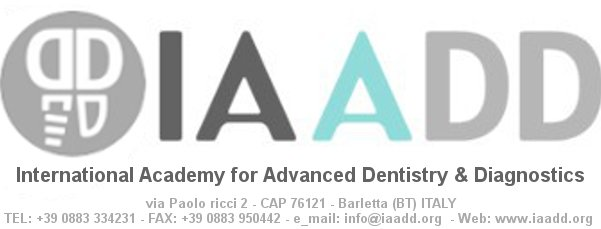 IAADD
International Academy for Advanced Dentistry & Diagnostics
via Paolo ricci 2 - CAP 76121 - Barletta (BT) ITALY
TEL: +39 0883 334231 - FAX: +39 0883 950442 - e_mail: info@iaadd.org - Web: www.iaadd.org